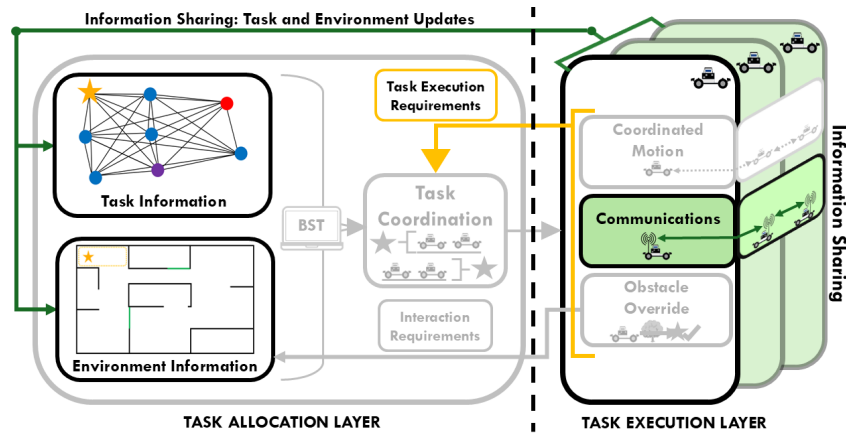 Information Sharing: Task and Environment Updates
Task Information
BST
Environment Information
Task Execution
Requirements
Task
Coordination
Interaction
Requirements
TASK ALLOCATION LAYER
Coordinated
Motion
Communications
Obstacle
Override
TASK EXECUTION LAYER
Information Sharing